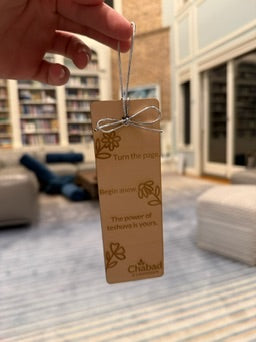 Turn the page.
Begin anew.
The power of
teshuva is yours.
Chabad